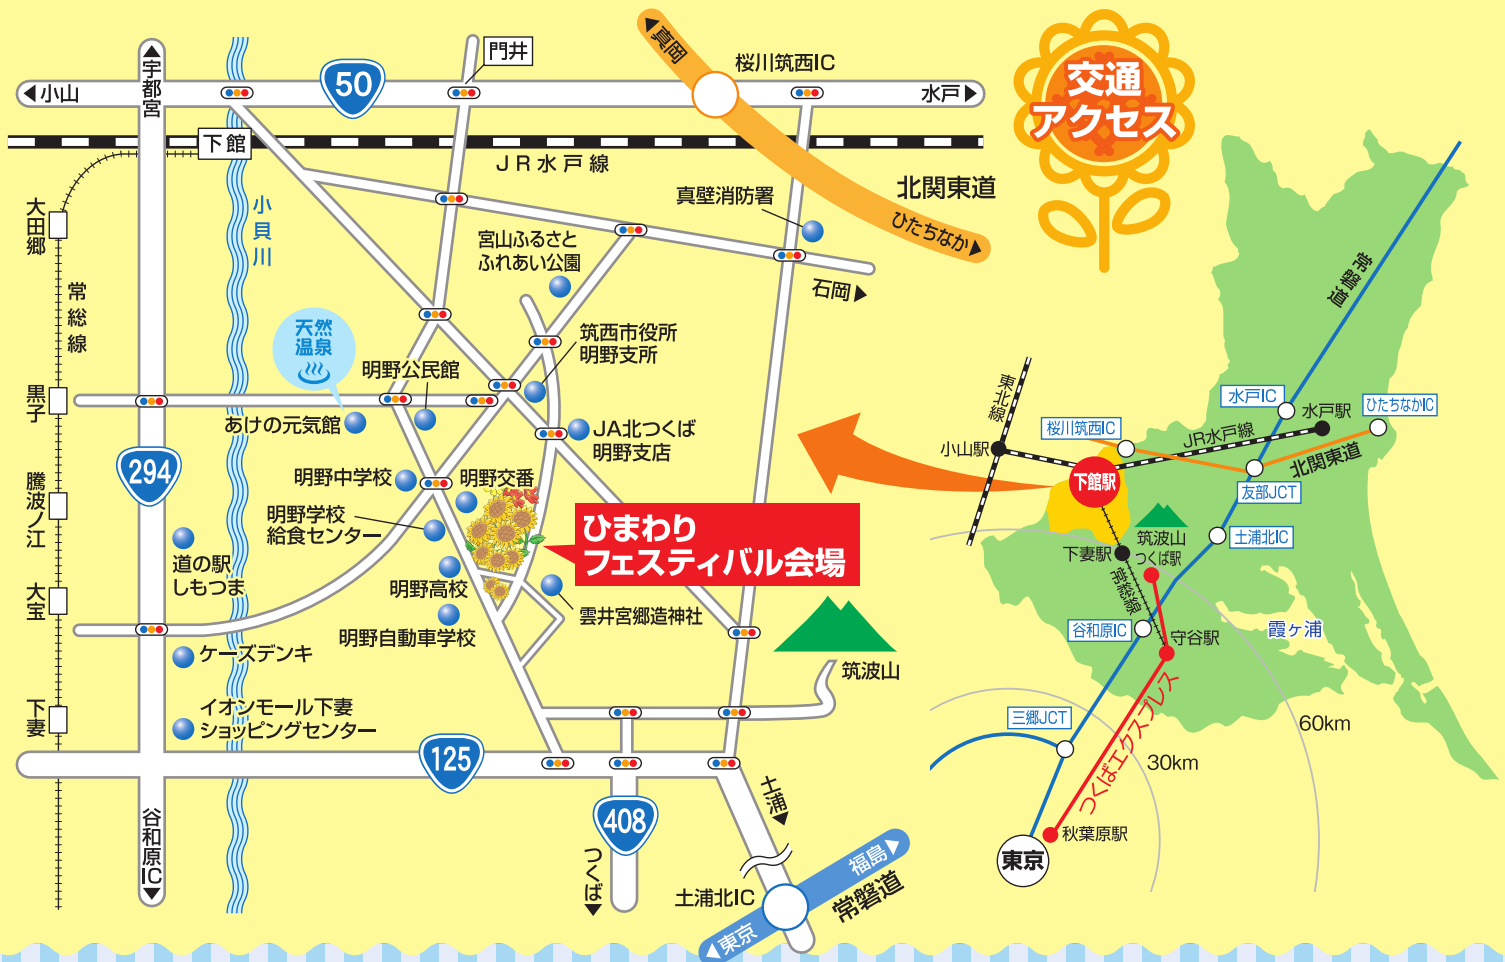 交通
アクセス
門井
真岡
桜川筑西IC
宇都宮
小山
50
水戸
下館
JR水戸線
北関東道
ひたちなか
真壁消防署
大田郷
小貝川
宮山ふるさと
ふれあい公園
石岡
常総線
天然
温泉
筑西市役所
明野支所
明野公民館
黒子
あけの元気館
JA北つくば
明野支店
294
明野中学校
明野交番
騰波ノ江
明野学校
給食センター
ひまわり
フェスティバル会場
道の駅
しもつま
大宝
明野高校
雲井宮郷造神社
明野自動車学校
ケーズデンキ
筑波山
下妻
イオンモール下妻
ショッピングセンター
125
土浦
408
谷和原IC
つくば
福島
土浦北IC
常磐道
東京
常磐道
東北線
水戸IC
水戸駅
ひたちなかIC
桜川筑西IC
JR水戸線
小山駅
北関東道
下館駅
友部JCT
筑波山
土浦北IC
下妻駅
つくば駅
常総線
谷和原IC
守谷駅
霞ヶ浦
つくばエクスプレス
三郷JCT
60km
30km
秋葉原駅
東京